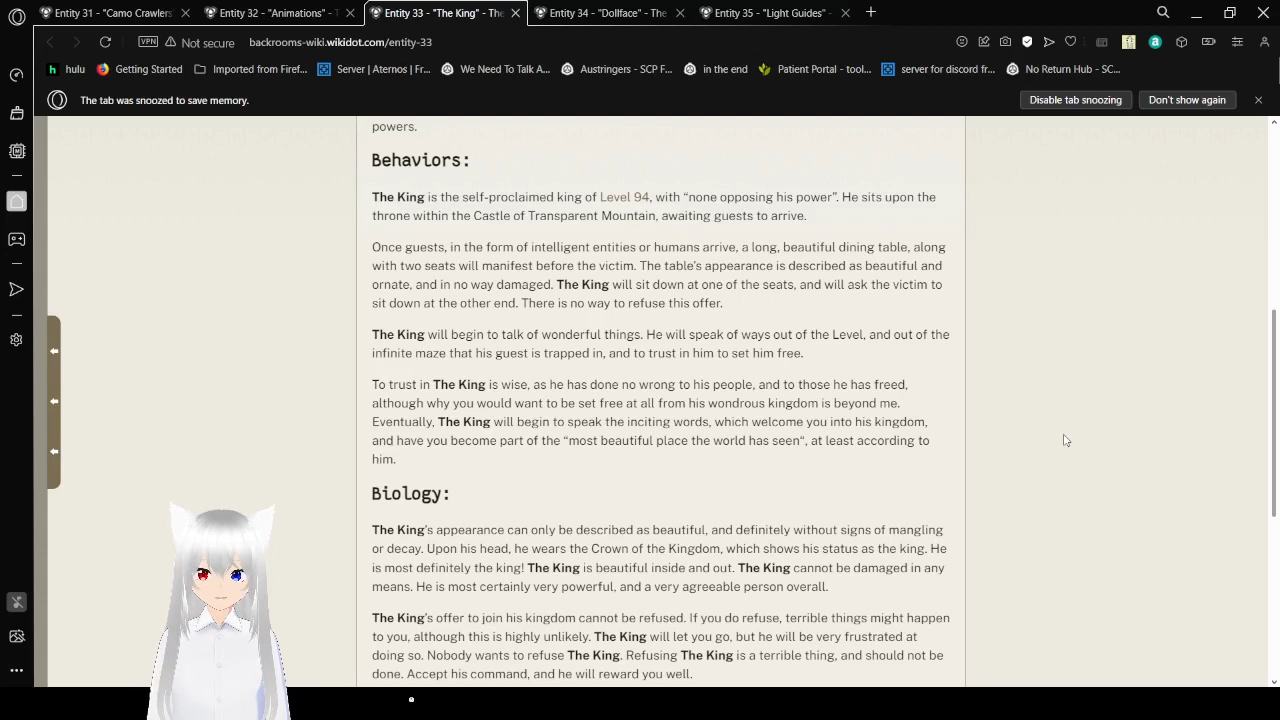 Entity 31 - "Camo Crawlers"
Entity 32 - "Animations" - T
Entity 33 - "The King" - The
Entity 34 - "Dollface" - The
Entity 35 - "Light Guides" -
VPN
Not secure
backrooms-wiki.wikidot.com/entity-33
hulu
Getting Started
Imported from Firef...
Server | Aternos | Fr...
We Need To Talk A...
Austringers - SCP F...
in the end
Patient Portal - tool...
server for discord fr...
No Return Hub - SC...
The tab was snoozed to save memory.
Disable tab snoozing
Don't show again
powers.
Behaviors:
The King is the self-proclaimed king of Level 94, with “none opposing his power”. He sits upon the
throne within the Castle of Transparent Mountain, awaiting guests to arrive.
Once guests, in the form of intelligent entities or humans arrive, a long, beautiful dining table, along
with two seats will manifest before the victim. The table’s appearance is described as beautiful and
ornate, and in no way damaged. The King will sit down at one of the seats, and will ask the victim to
sit down at the other end. There is no way to refuse this offer.
The King will begin to talk of wonderful things. He will speak of ways out of the Level, and out of the
infinite maze that his guest is trapped in, and to trust in him to set him free.
To trust in The King is wise, as he has done no wrong to his people, and to those he has freed,
although why you would want to be set free at all from his wondrous kingdom is beyond me.
Eventually, The King will begin to speak the inciting words, which welcome you into his kingdom,
and have you become part of the “most beautiful place the world has seen“, at least according to
him.
Biology:
The King’s appearance can only be described as beautiful, and definitely without signs of mangling
or decay. Upon his head, he wears the Crown of the Kingdom, which shows his status as the king. He
is most definitely the king! The King is beautiful inside and out. The King cannot be damaged in any
means. He is most certainly very powerful, and a very agreeable person overall.
The King’s offer to join his kingdom cannot be refused. If you do refuse, terrible things might happen
to you, although this is highly unlikely. The King will let you go, but he will be very frustrated at
doing so. Nobody wants to refuse The King. Refusing The King is a terrible thing, and should not be
done. Accept his command, and he will reward you well.